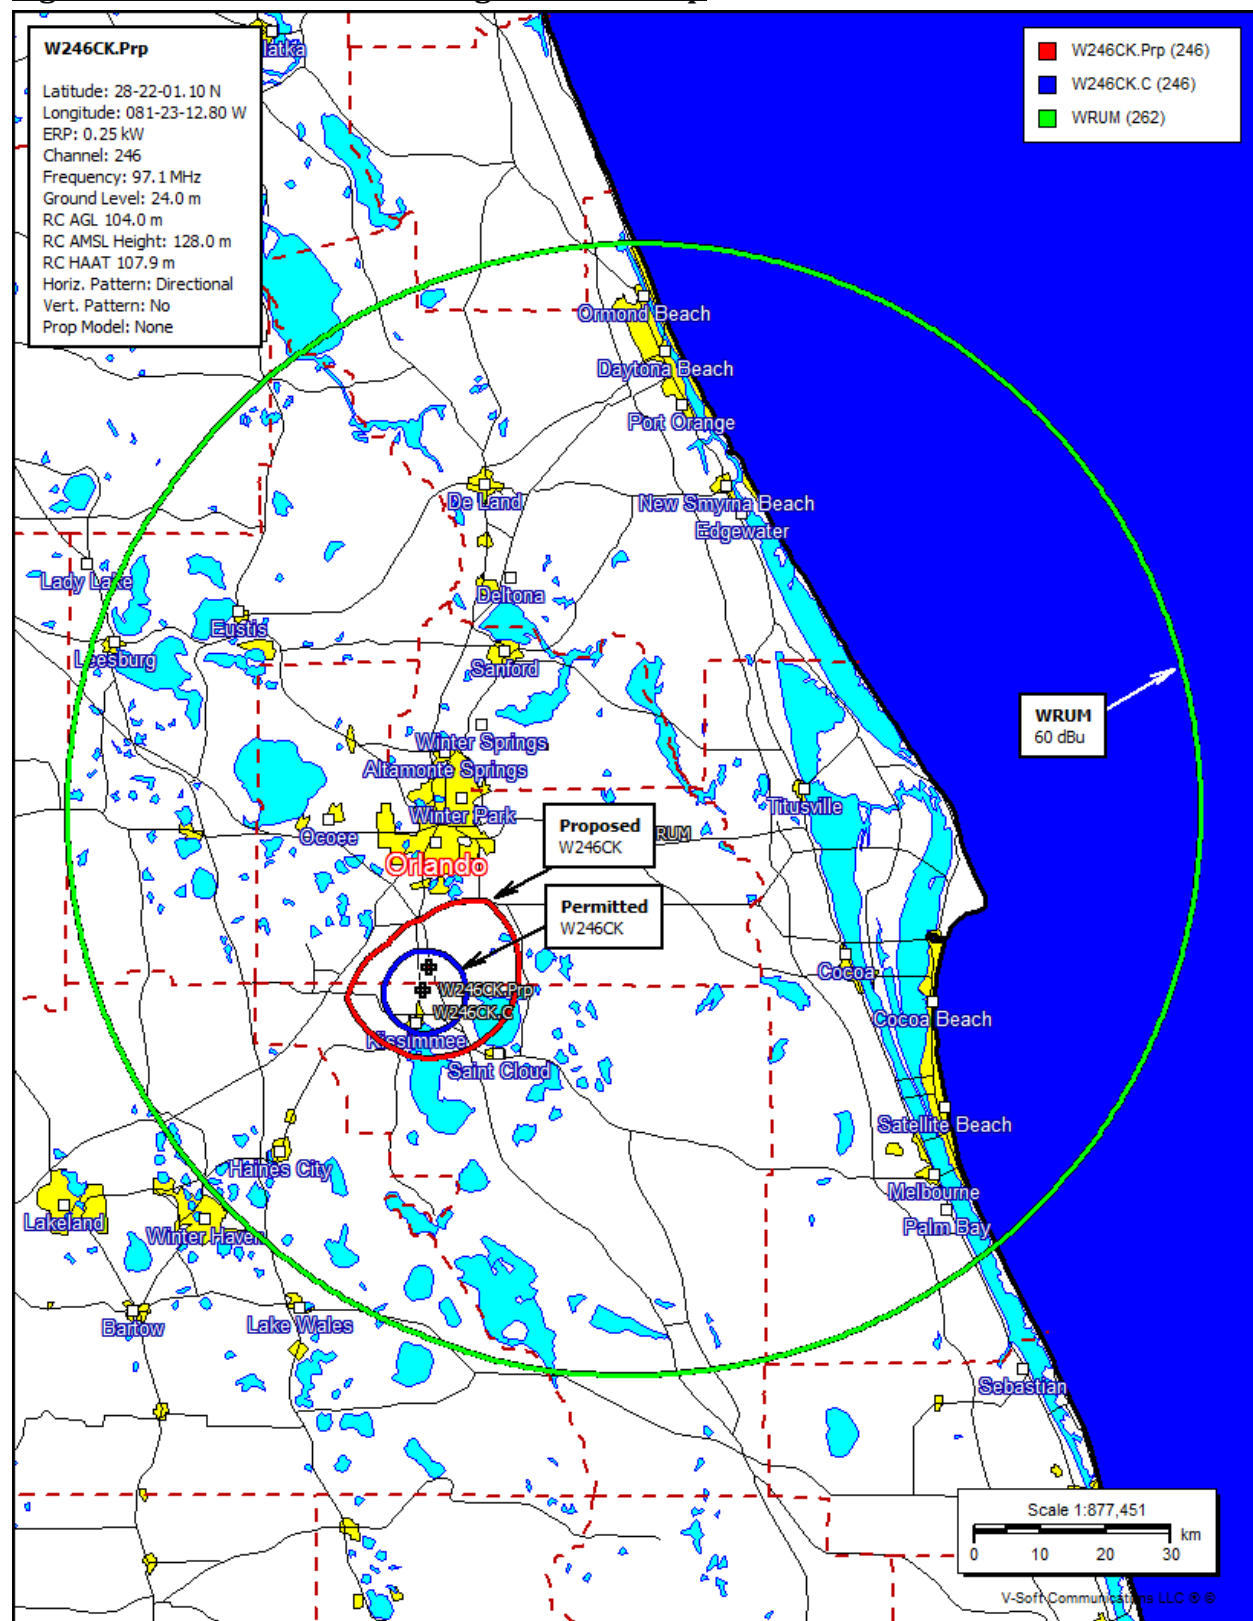 W246CK.Prp
Latitude: 28-22-01.10 N
Longitude: 081-23-12.80 W
ERP: 0.25 kW
Channel: 246
Frequency: 97.1 MHz
Ground Level: 24.0 m
RC AGL 104.0 m
RC AMSL Height: 128.0 m
RC HAAT 107.9 m
Horiz. Pattern: Directional
Vert. Pattern: No
Prop Model: None
latka
W246CK.Prp (246)
W246CK.C (246)
WRUM (262)
Ormond Beach
Daytona Beach
Port Orange
De Land
New Smyrna Beach
Edgewater
Lady Lake
Deltona
Eustis
Leesburg
Sanford
WRUM
60 dBu
Winter Springs
Altamonte Springs
Titusville
Winter Park
Ocoee
Proposed
W246CK
RUM
Orlando
Permitted
W246CK
Cocoa
W246CK.Prp
W246CK.C
Cocoa Beach
Kissimmee
Saint Cloud
Satellite Beach
Haines City
Melbourne
Palm Bay
Lakeland
Winter Haven
Bartow
Lake Wales
Sebastian
Scale 1:877,451
km
0 10 20 30
V-Soft Communications LLC ® ©